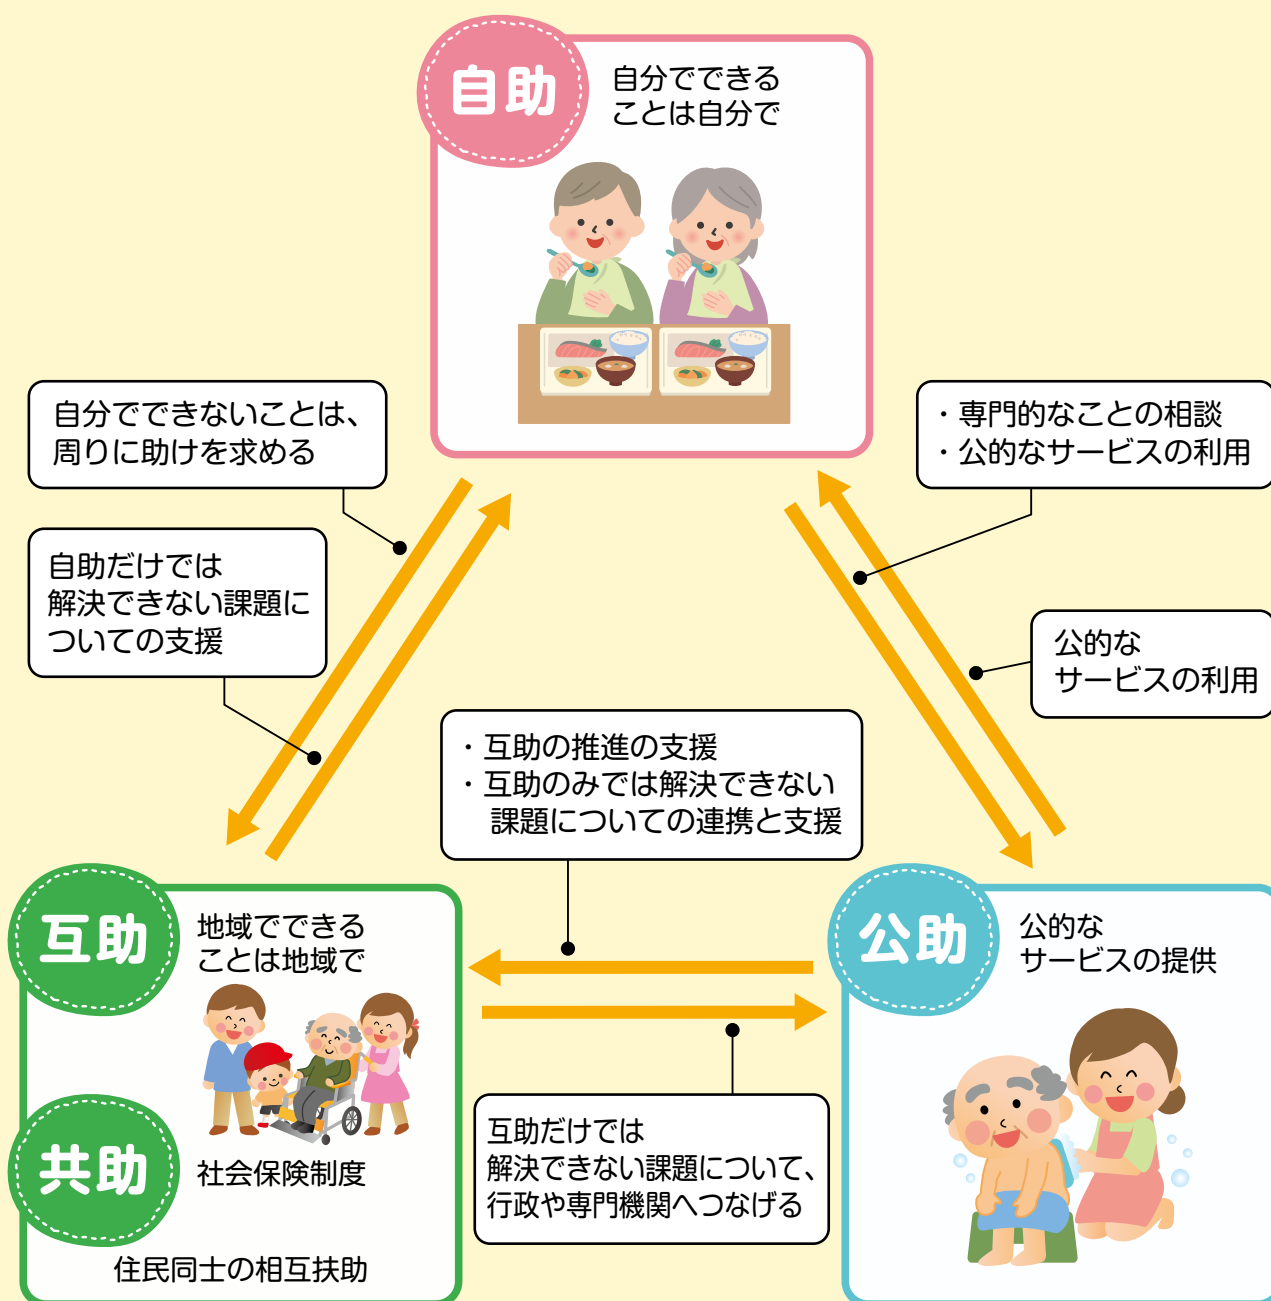 自助
自分でできる
ことは自分で
自分でできないことは、
周りに助けを求める
・専門的なことの相談
・公的なサービスの利用
自助だけでは
解決できない課題に
ついての支援
公的な
サービスの利用
・互助の推進の支援
・互助のみでは解決できない
課題についての連携と支援
互助
地域でできる
ことは地域で
共助
社会保険制度
住民同士の相互扶助
公助
公的な
サービスの提供
互助だけでは
解決できない課題について、
行政や専門機関へつなげる